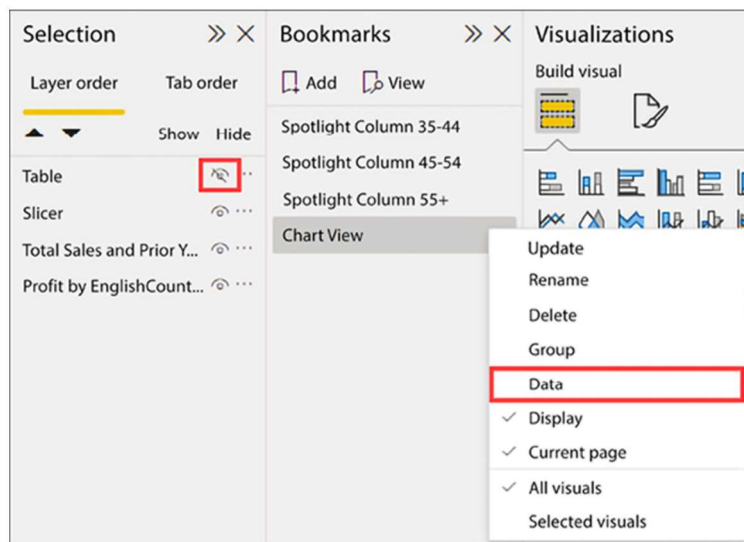 Selection
Layer order Tab order
Show Hide
Table
Slicer
Total Sales and Prior Y...
Profit by EnglishCount...
Bookmarks
Add View
Spotlight Column 35-44
Spotlight Column 45-54
Spotlight Column 55+
Chart View
Visualizations
Build visual
Update
Rename
Delete
Group
Data
Display
Current page
All visuals
Selected visuals